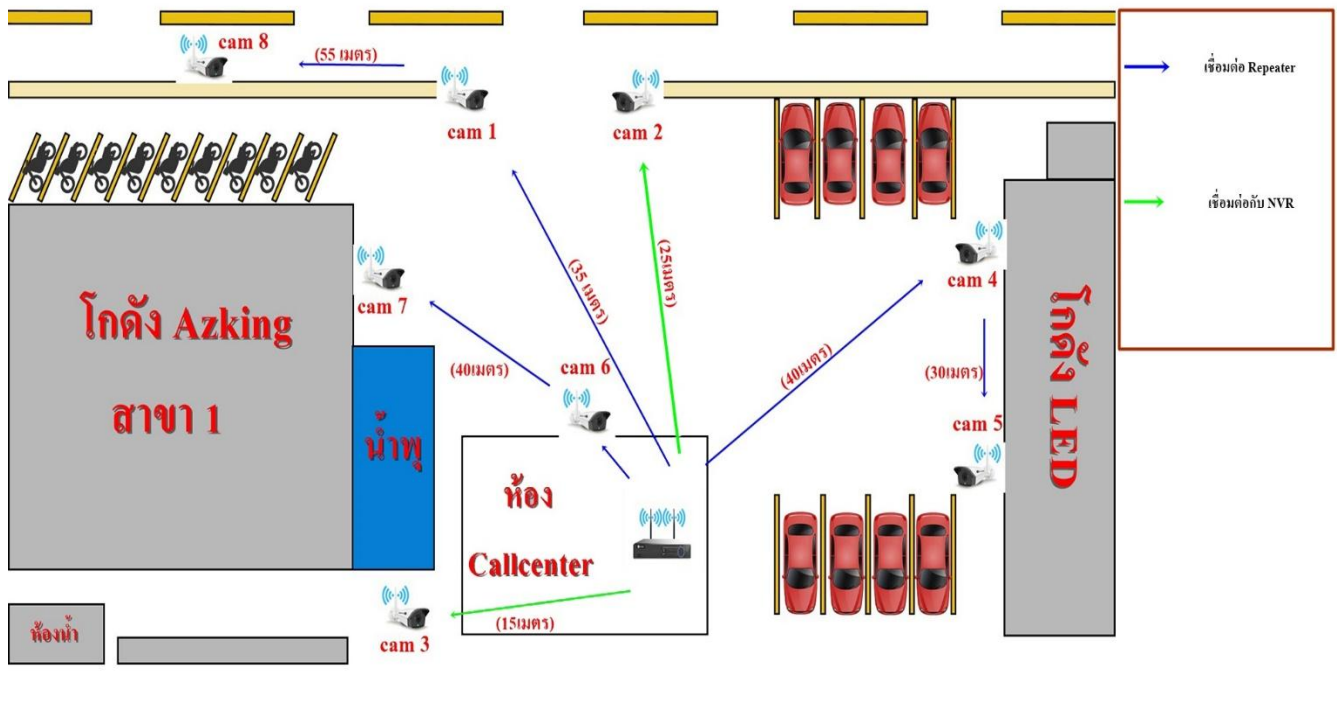 cam 8
(55 เมตร)
cam 1
cam 2
เชื่อมต่อ Repeater
เชื่อมต่อกับ NVR
cam 7
(35 เมตร)
(25เมตร)
cam 4
โกดัง Azking
สาขา 1
(40เมตร)
cam 6
(40เมตร)
(30เมตร)
cam 5
โกดัง LED
น้ำพุ
ห้อง
Callcenter
ห้องน้ำ
cam 3
(15เมตร)